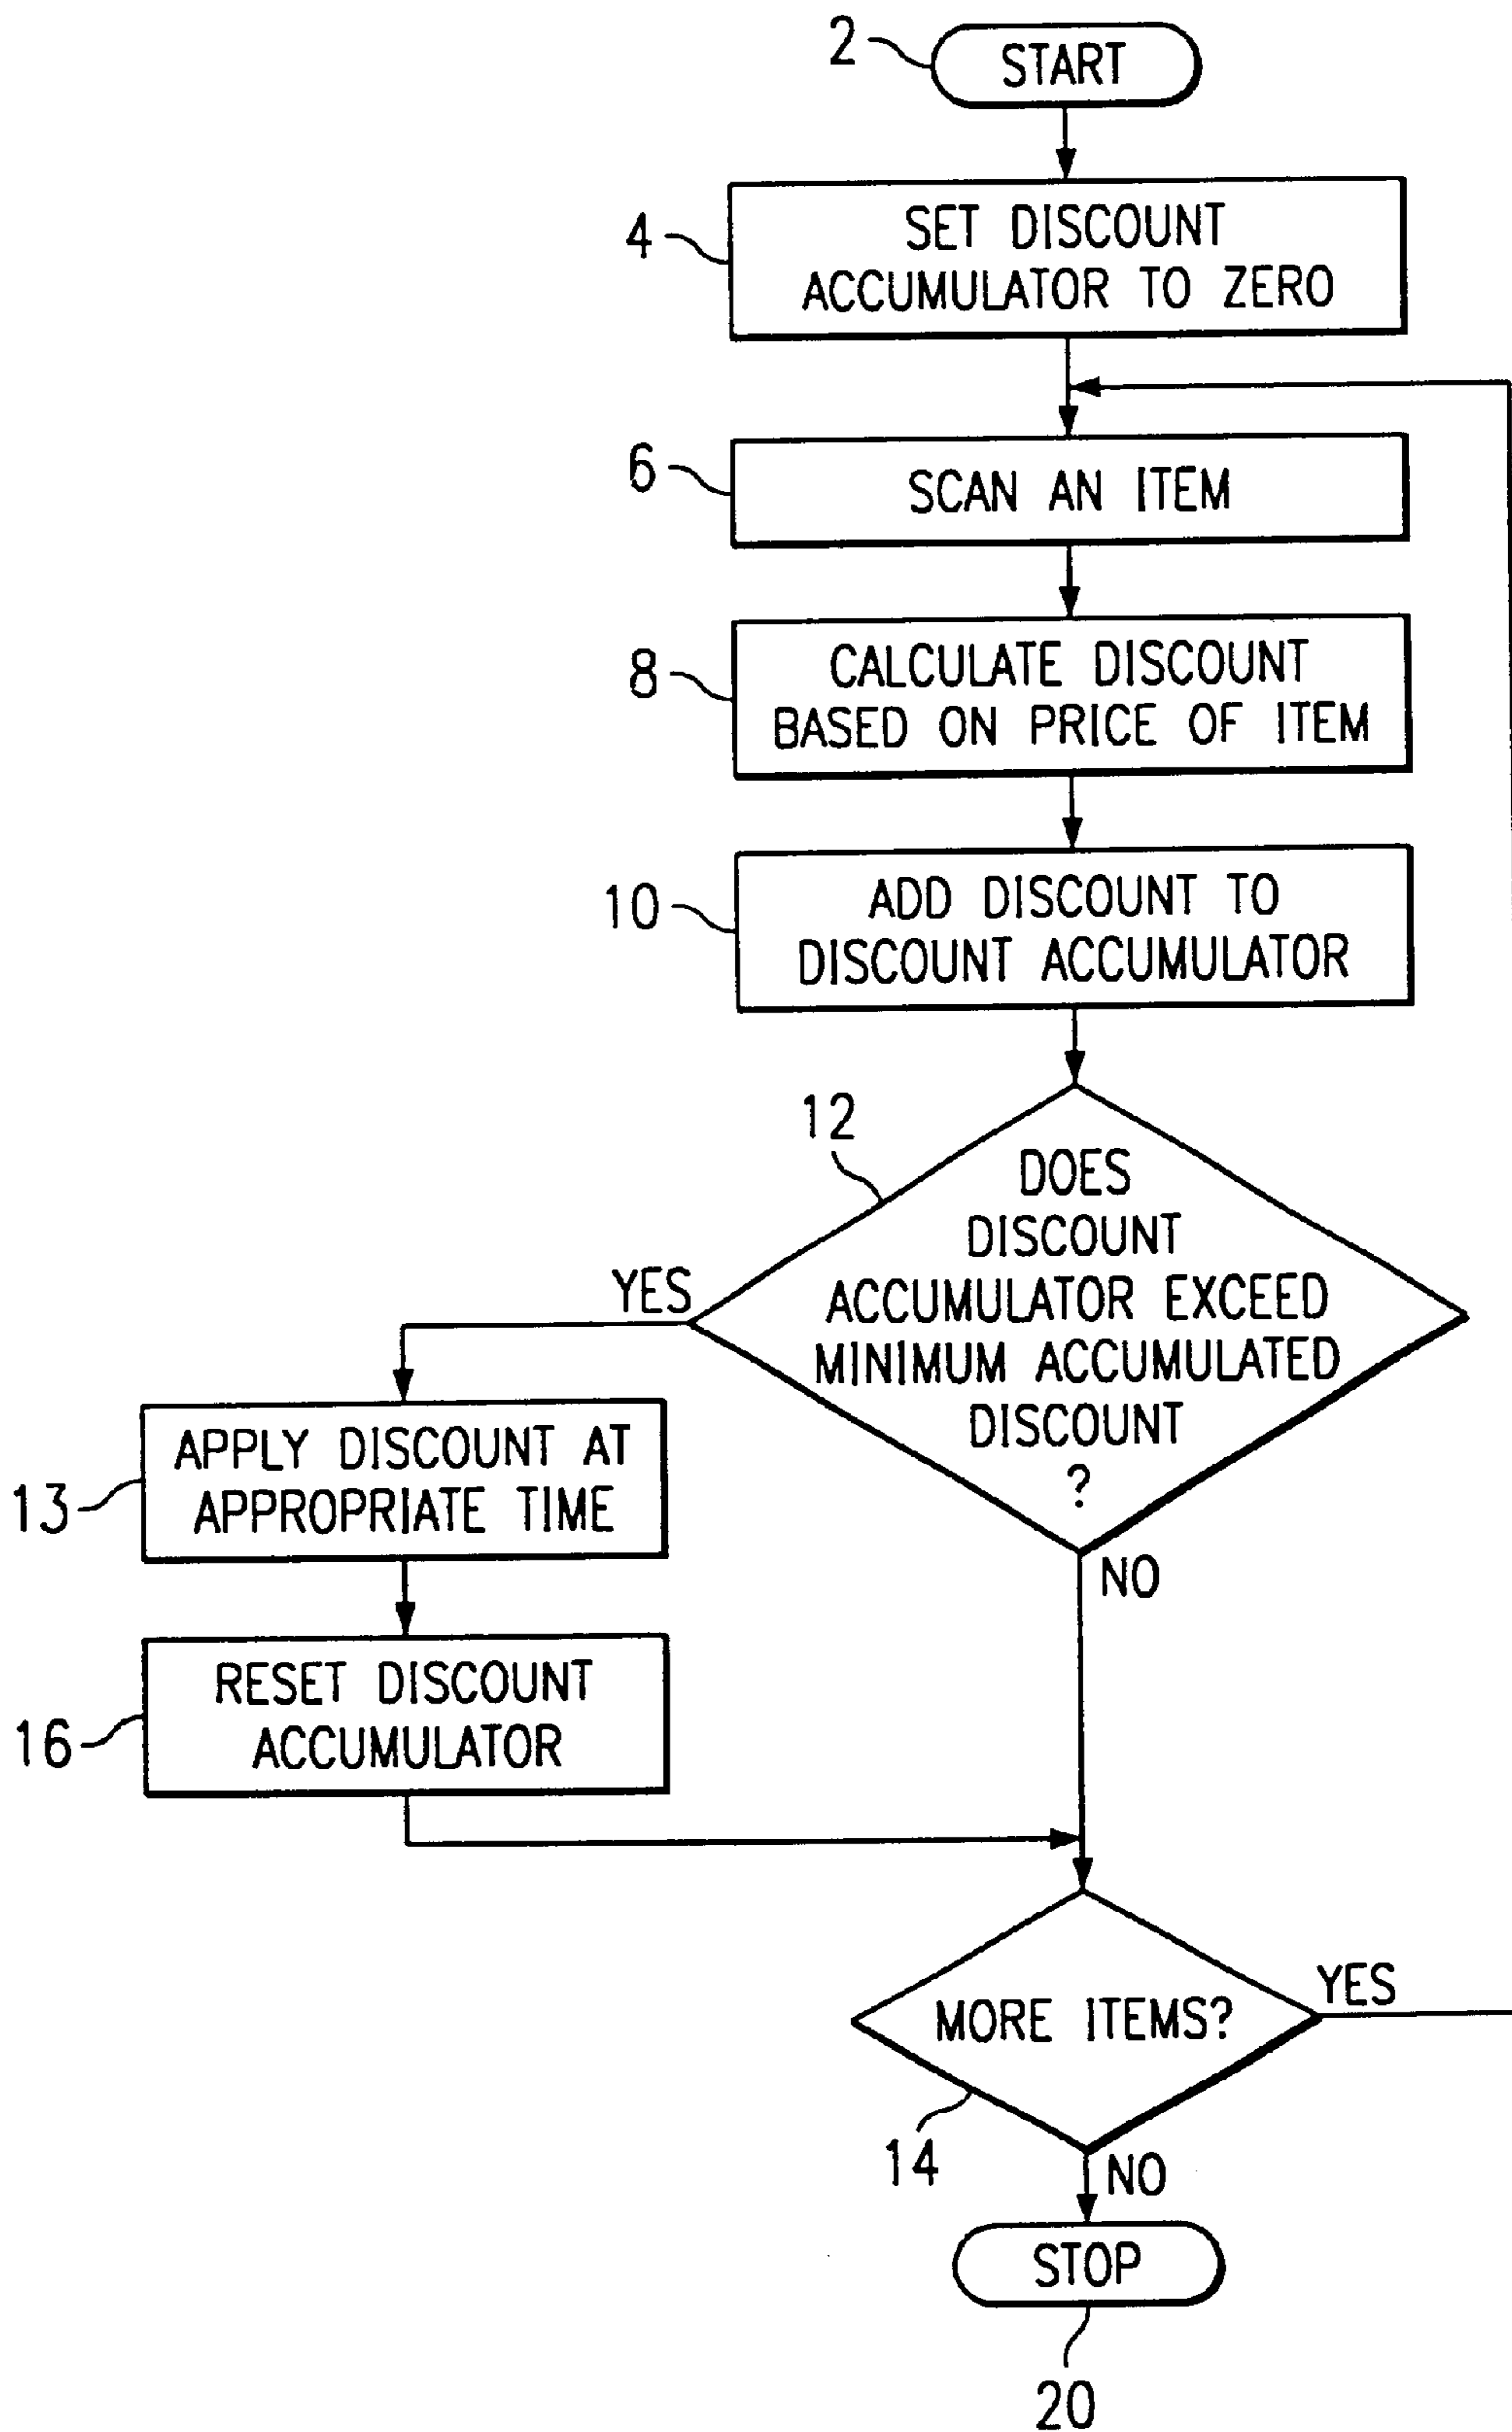 2
START
4
SET DISCOUNT
ACCUMULATOR TO ZERO
6
SCAN AN ITEM
8
CALCULATE DISCOUNT
BASED ON PRICE OF ITEM
10
ADD DISCOUNT TO
DISCOUNT ACCUMULATOR
12
DOES
DISCOUNT
ACCUMULATOR EXCEED
MINIMUM ACCUMULATED
DISCOUNT
?
YES
NO
13
APPLY DISCOUNT AT
APPROPRIATE TIME
16
RESET DISCOUNT
ACCUMULATOR
MORE ITEMS?
YES
14
NO
STOP
20